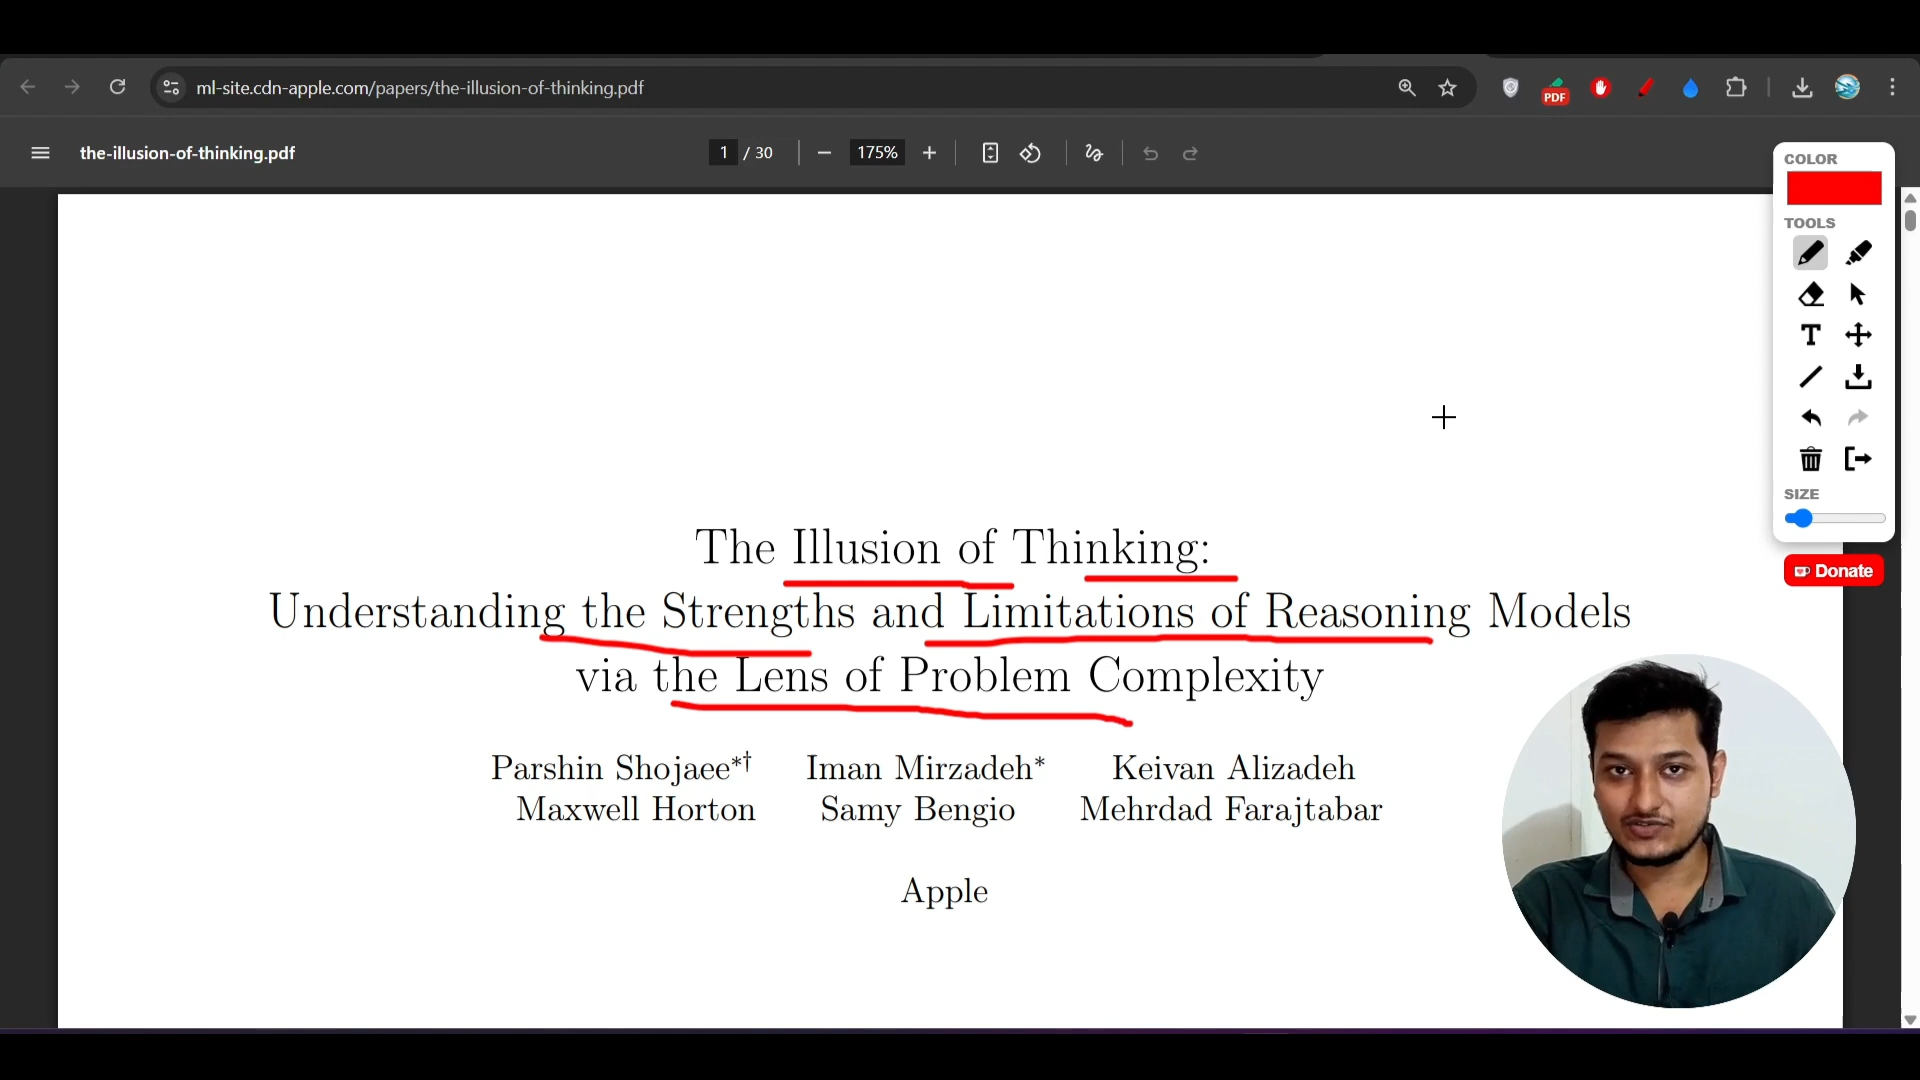 ml-site.cdn-apple.com/papers/the-illusion-of-thinking.pdf
PDF
the-illusion-of-thinking.pdf
1 / 30
175%
COLOR
TOOLS
T
SIZE
Donate
The Illusion of Thinking:
Understanding the Strengths and Limitations of Reasoning Models
via the Lens of Problem Complexity
Parshin Shojaee*† Iman Mirzadeh* Keivan Alizadeh
Maxwell Horton Samy Bengio Mehrdad Farajtabar
Apple